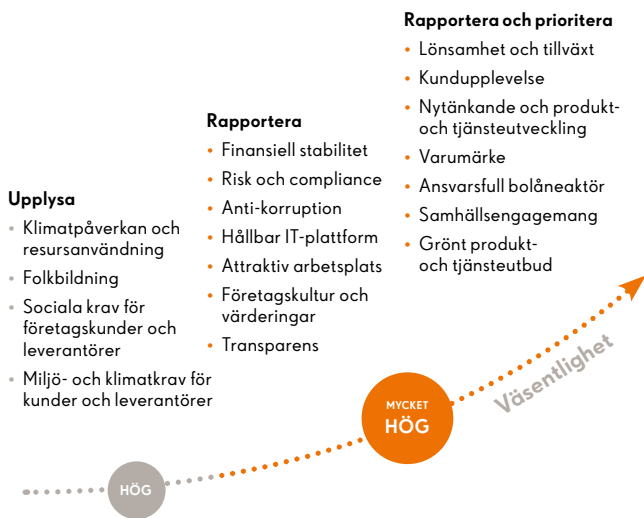 Upplysa
Klimatpåverkan och
resursanvändning
Folkbildning
Sociala krav för
företagskunder och
leverantörer
Miljö- och klimatkrav för
kunder och leverantörer
Rapportera
Finansiell stabilitet
Risk och compliance
Anti-korruption
Hållbar IT-plattform
Attraktiv arbetsplats
Företagskultur och
värderingar
Transparens
Rapportera och prioritera
Lönsamhet och tillväxt
Kundupplevelse
Nytänkande och produkt-
och tjänsteutveckling
Varumärke
Ansvarsfull bolåneaktör
Samhällsengagemang
Grönt produkt-
och tjänsteutbud
HÖG
MYCKET
HÖG
Väsentlighet